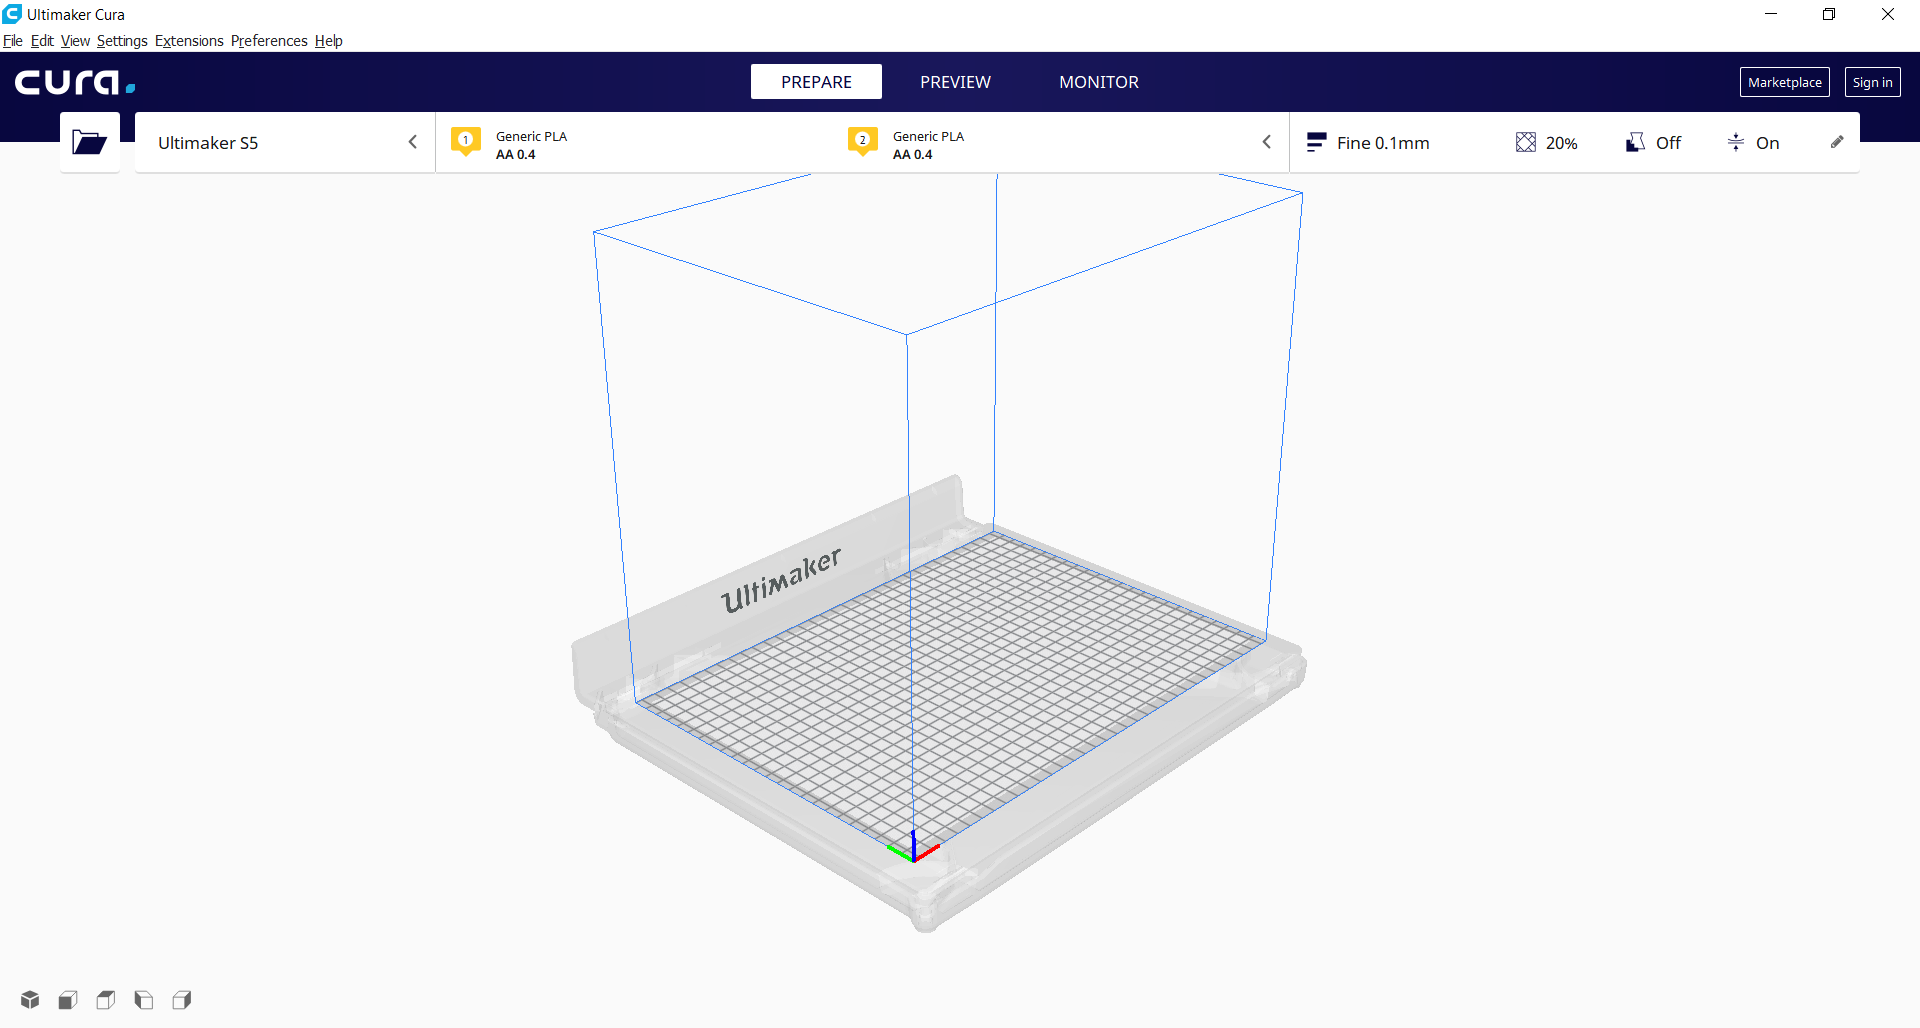 Ultimaker Cura
File Edit View Settings Extensions Preferences Help
cura.
PREPARE PREVIEW MONITOR
Marketplace Sign in
Ultimaker S5
1 Generic PLA
AA 0.4
2 Generic PLA
AA 0.4
Fine 0.1mm 20% Off On
Ultimaker